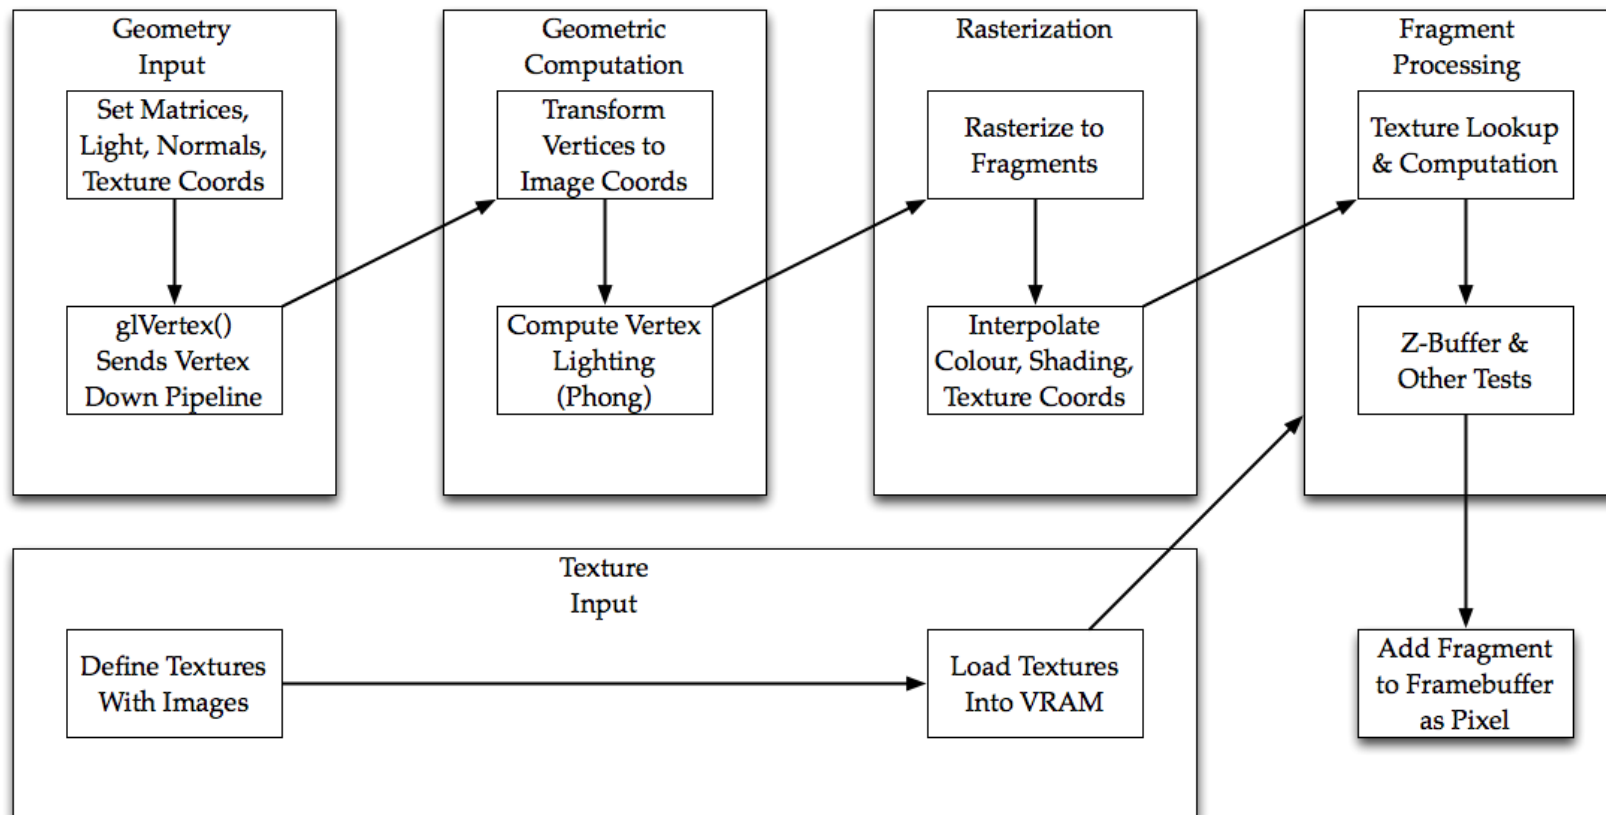 Geometry
Input
Set Matrices,
Light, Normals,
Texture Coords
glVertex()
Sends Vertex
Down Pipeline
Geometric
Computation
Transform
Vertices to
Image Coords
Compute Vertex
Lighting
(Phong)
Rasterization
Rasterize to
Fragments
Interpolate
Colour, Shading,
Texture Coords
Fragment
Processing
Texture Lookup
& Computation
Z-Buffer &
Other Tests
Texture
Input
Define Textures
With Images
Load Textures
Into VRAM
Add Fragment
to Framebuffer
as Pixel